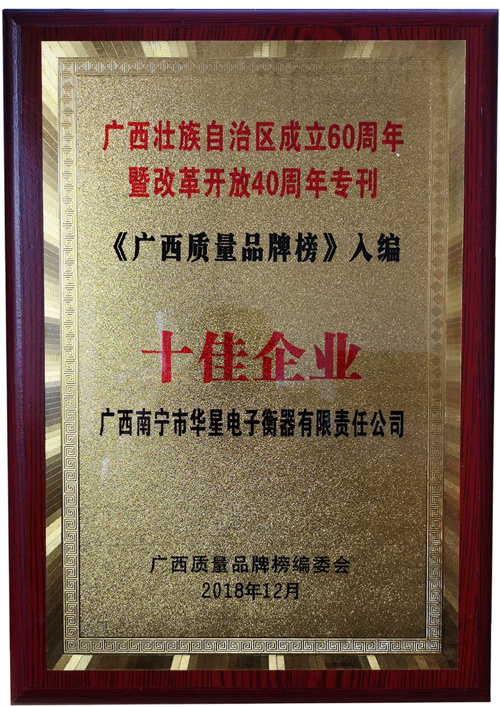 广西壮族自治区成立60周年
暨改革开放40周年专刊
《广西质量品牌榜》入编
十佳企业
广西南宁市华星电子衡器有限责任公司
广西质量品牌榜编委会
2018年12月